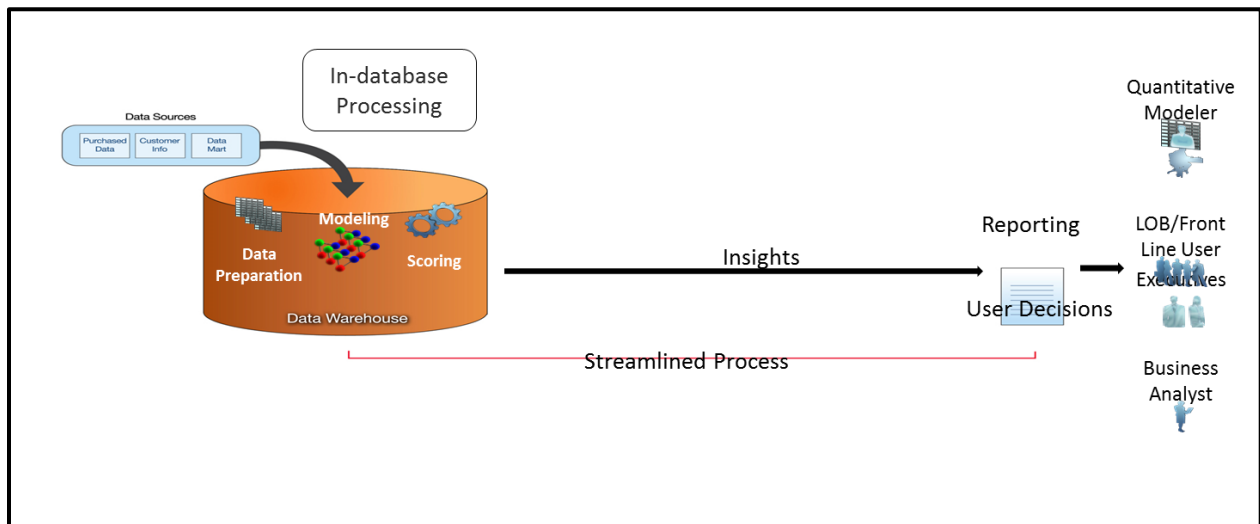 In-database
Processing
Data Sources
Purchased
Data
Customer
Info
Data
Mart
Modeling
Data
Preparation
Scoring
Data Warehouse
Insights
Streamlined Process
Reporting
User Decisions
Quantitative
Modeler
LOB/Front
Line User
Executives
Business
Analyst